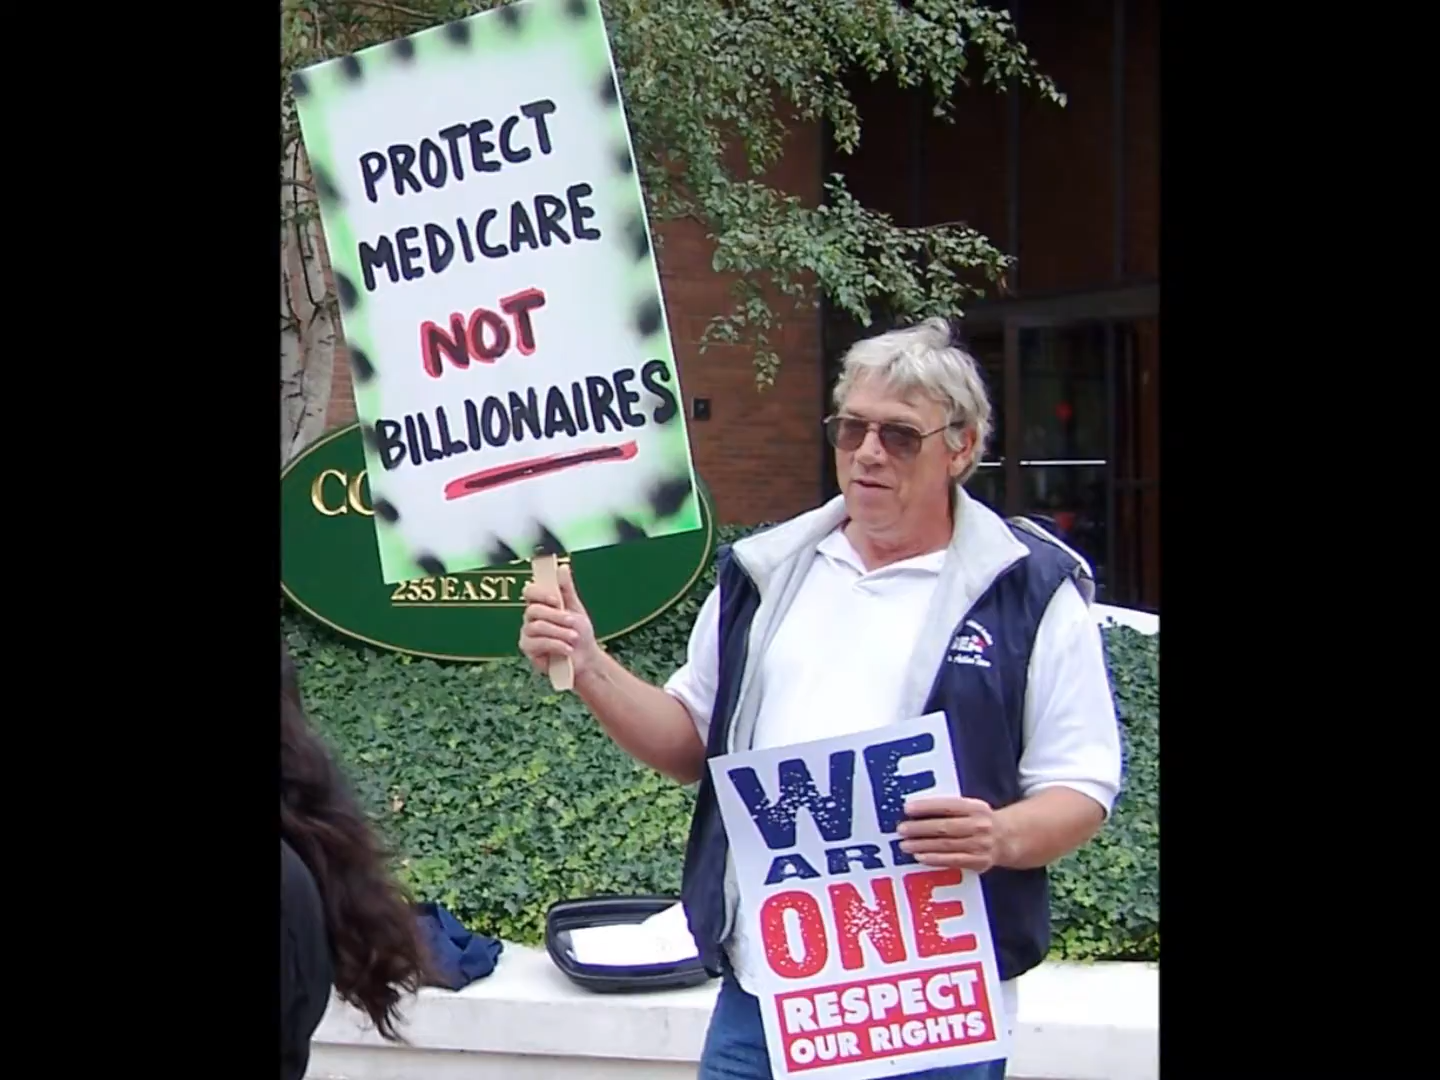 PROTECT
MEDICARE
NOT
BILLIONAIRES
255 EAST
WE
ARE
ONE
RESPECT
OUR RIGHTS